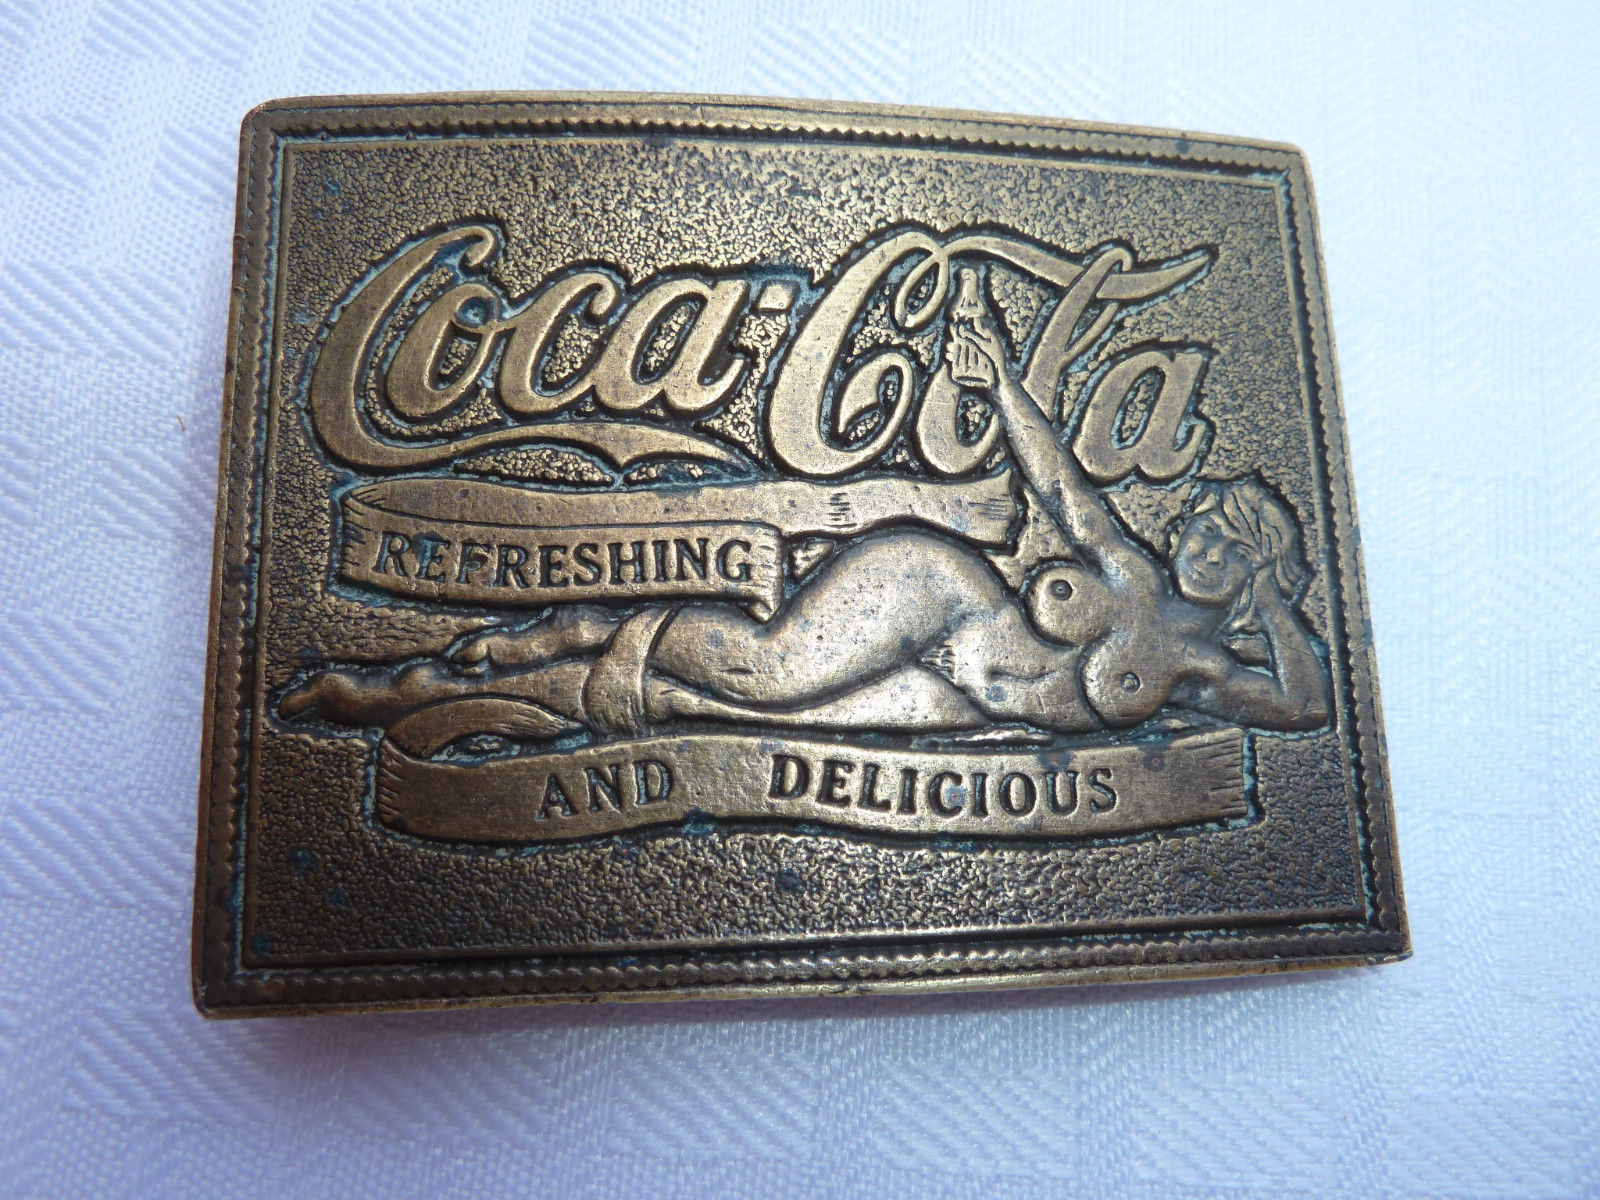 Coca-Cola
REFRESHING
AND DELICIOUS